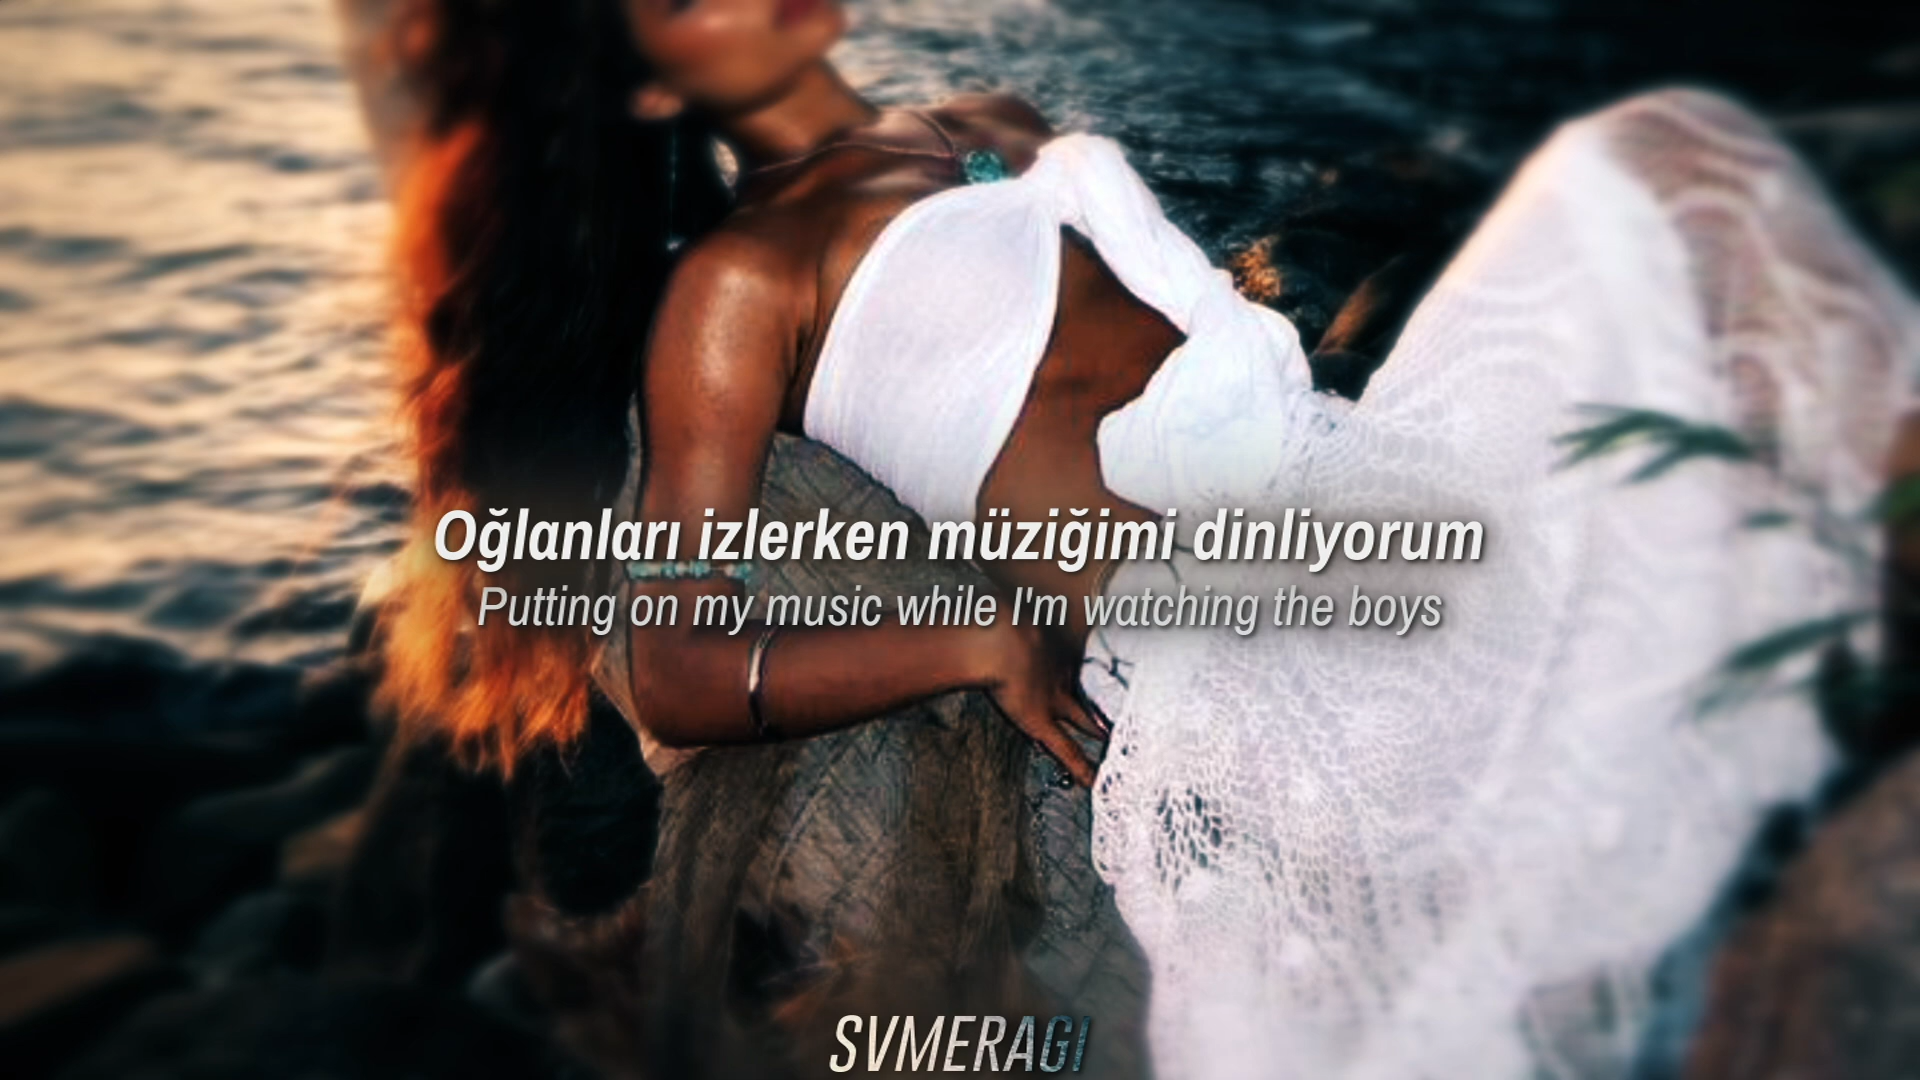 Oğlanları izlerken müziğimi dinliyorum
Putting on my music while I'm watching the boys
SVMERAGI